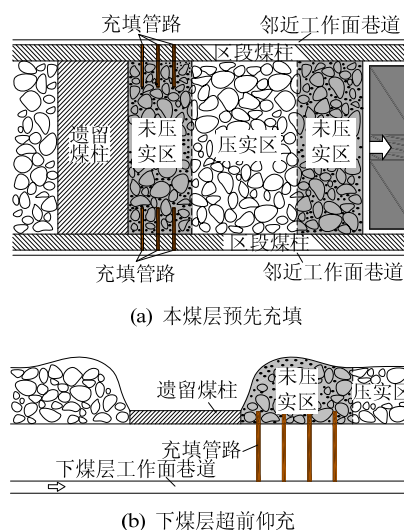 充填管路
邻近工作面巷道
区段煤柱
遗留
煤柱
未压
实区
压实区
未压
实区
区段煤柱
充填管路
邻近工作面巷道
(a) 本煤层预先充填
遗留煤柱
未压
实区
压实区
充填管路
下煤层工作面巷道
(b) 下煤层超前仰充